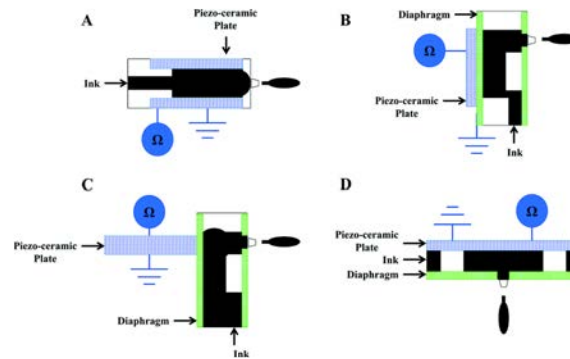 A
Piezo-ceramic
Plate
Ink
Ω
B
Diaphragm
Ω
Piezo-ceramic
Plate
Ink
C
Ω
Piezo-ceramic
Plate
Diaphragm
Ink
D
Ω
Piezo-ceramic
Plate
Ink
Diaphragm